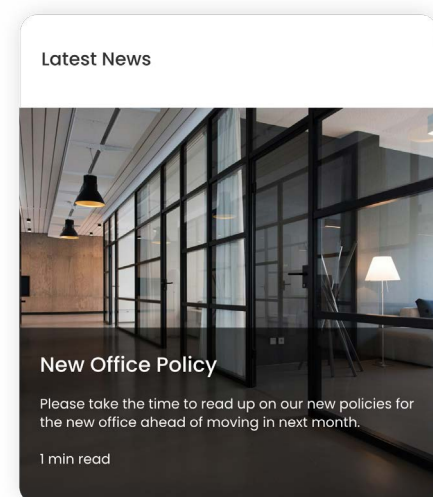 Latest News
New Office Policy
Please take the time to read up on our new policies for
the new office ahead of moving in next month.
1 min read